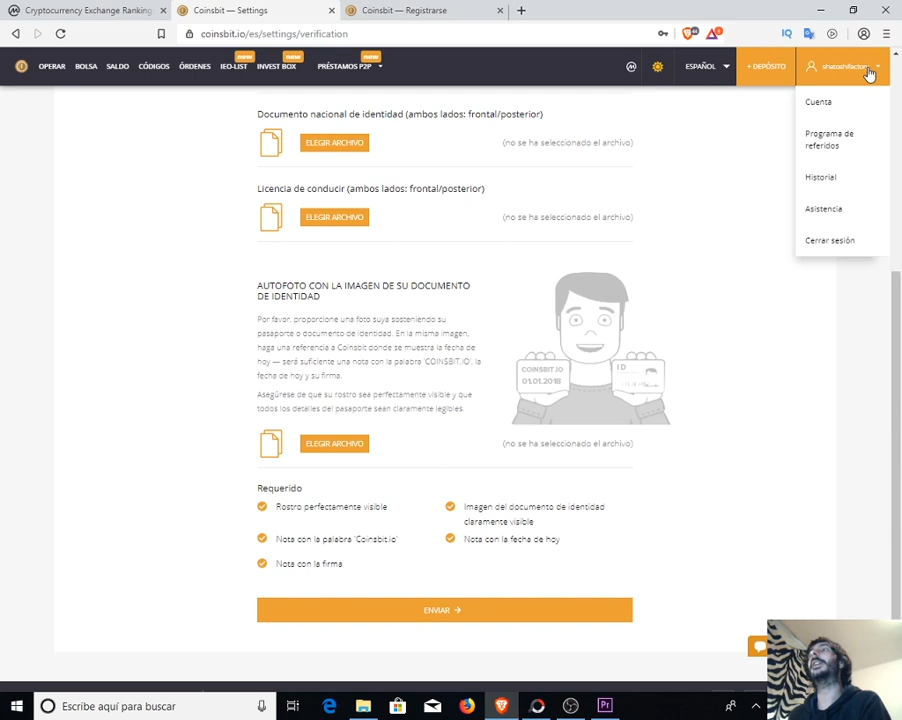 Cryptocurrency Exchange Ranking
Coinsbit — Settings
Coinsbit — Registrarse
coinsbit.io/es/settings/verification
OPERAR
BOLSA
SALDO
CÓDIGOS
ÓRDENES
IEO-LIST
new
INVEST BOX
new
PRÉSTAMOS P2P
new
ESPAÑOL
+ DEPÓSITO
Cuenta
Programa de
referidos
Historial
Asistencia
Cerrar sesión
Documento nacional de identidad (ambos lados: frontal/posterior)
ELEGIR ARCHIVO
(no se ha seleccionado el archivo)
Licencia de conducir (ambos lados: frontal/posterior)
ELEGIR ARCHIVO
(no se ha seleccionado el archivo)
AUTOFOTO CON LA IMAGEN DE SU DOCUMENTO
DE IDENTIDAD
Por favor, proporcione una foto suya sosteniendo su
pasaporte o documento de identidad. En la misma imagen,
haga una referencia a Coinsbit donde se muestra la fecha de
hoy — será suficiente una nota con la palabra 'COINSBIT.IO', la
fecha de hoy y su firma.
Asegúrese de que su rostro sea perfectamente visible y que
todos los detalles del pasaporte sean claramente legibles.
COINSBIT.IO
01.01.2018
ID
ELEGIR ARCHIVO
(no se ha seleccionado el archivo)
Requerido
Rostro perfectamente visible
Imagen del documento de identidad
claramente visible
Nota con la palabra 'Coinsbit.io'
Nota con la fecha de hoy
Nota con la firma
ENVIAR
Escribe aquí para buscar
Pr